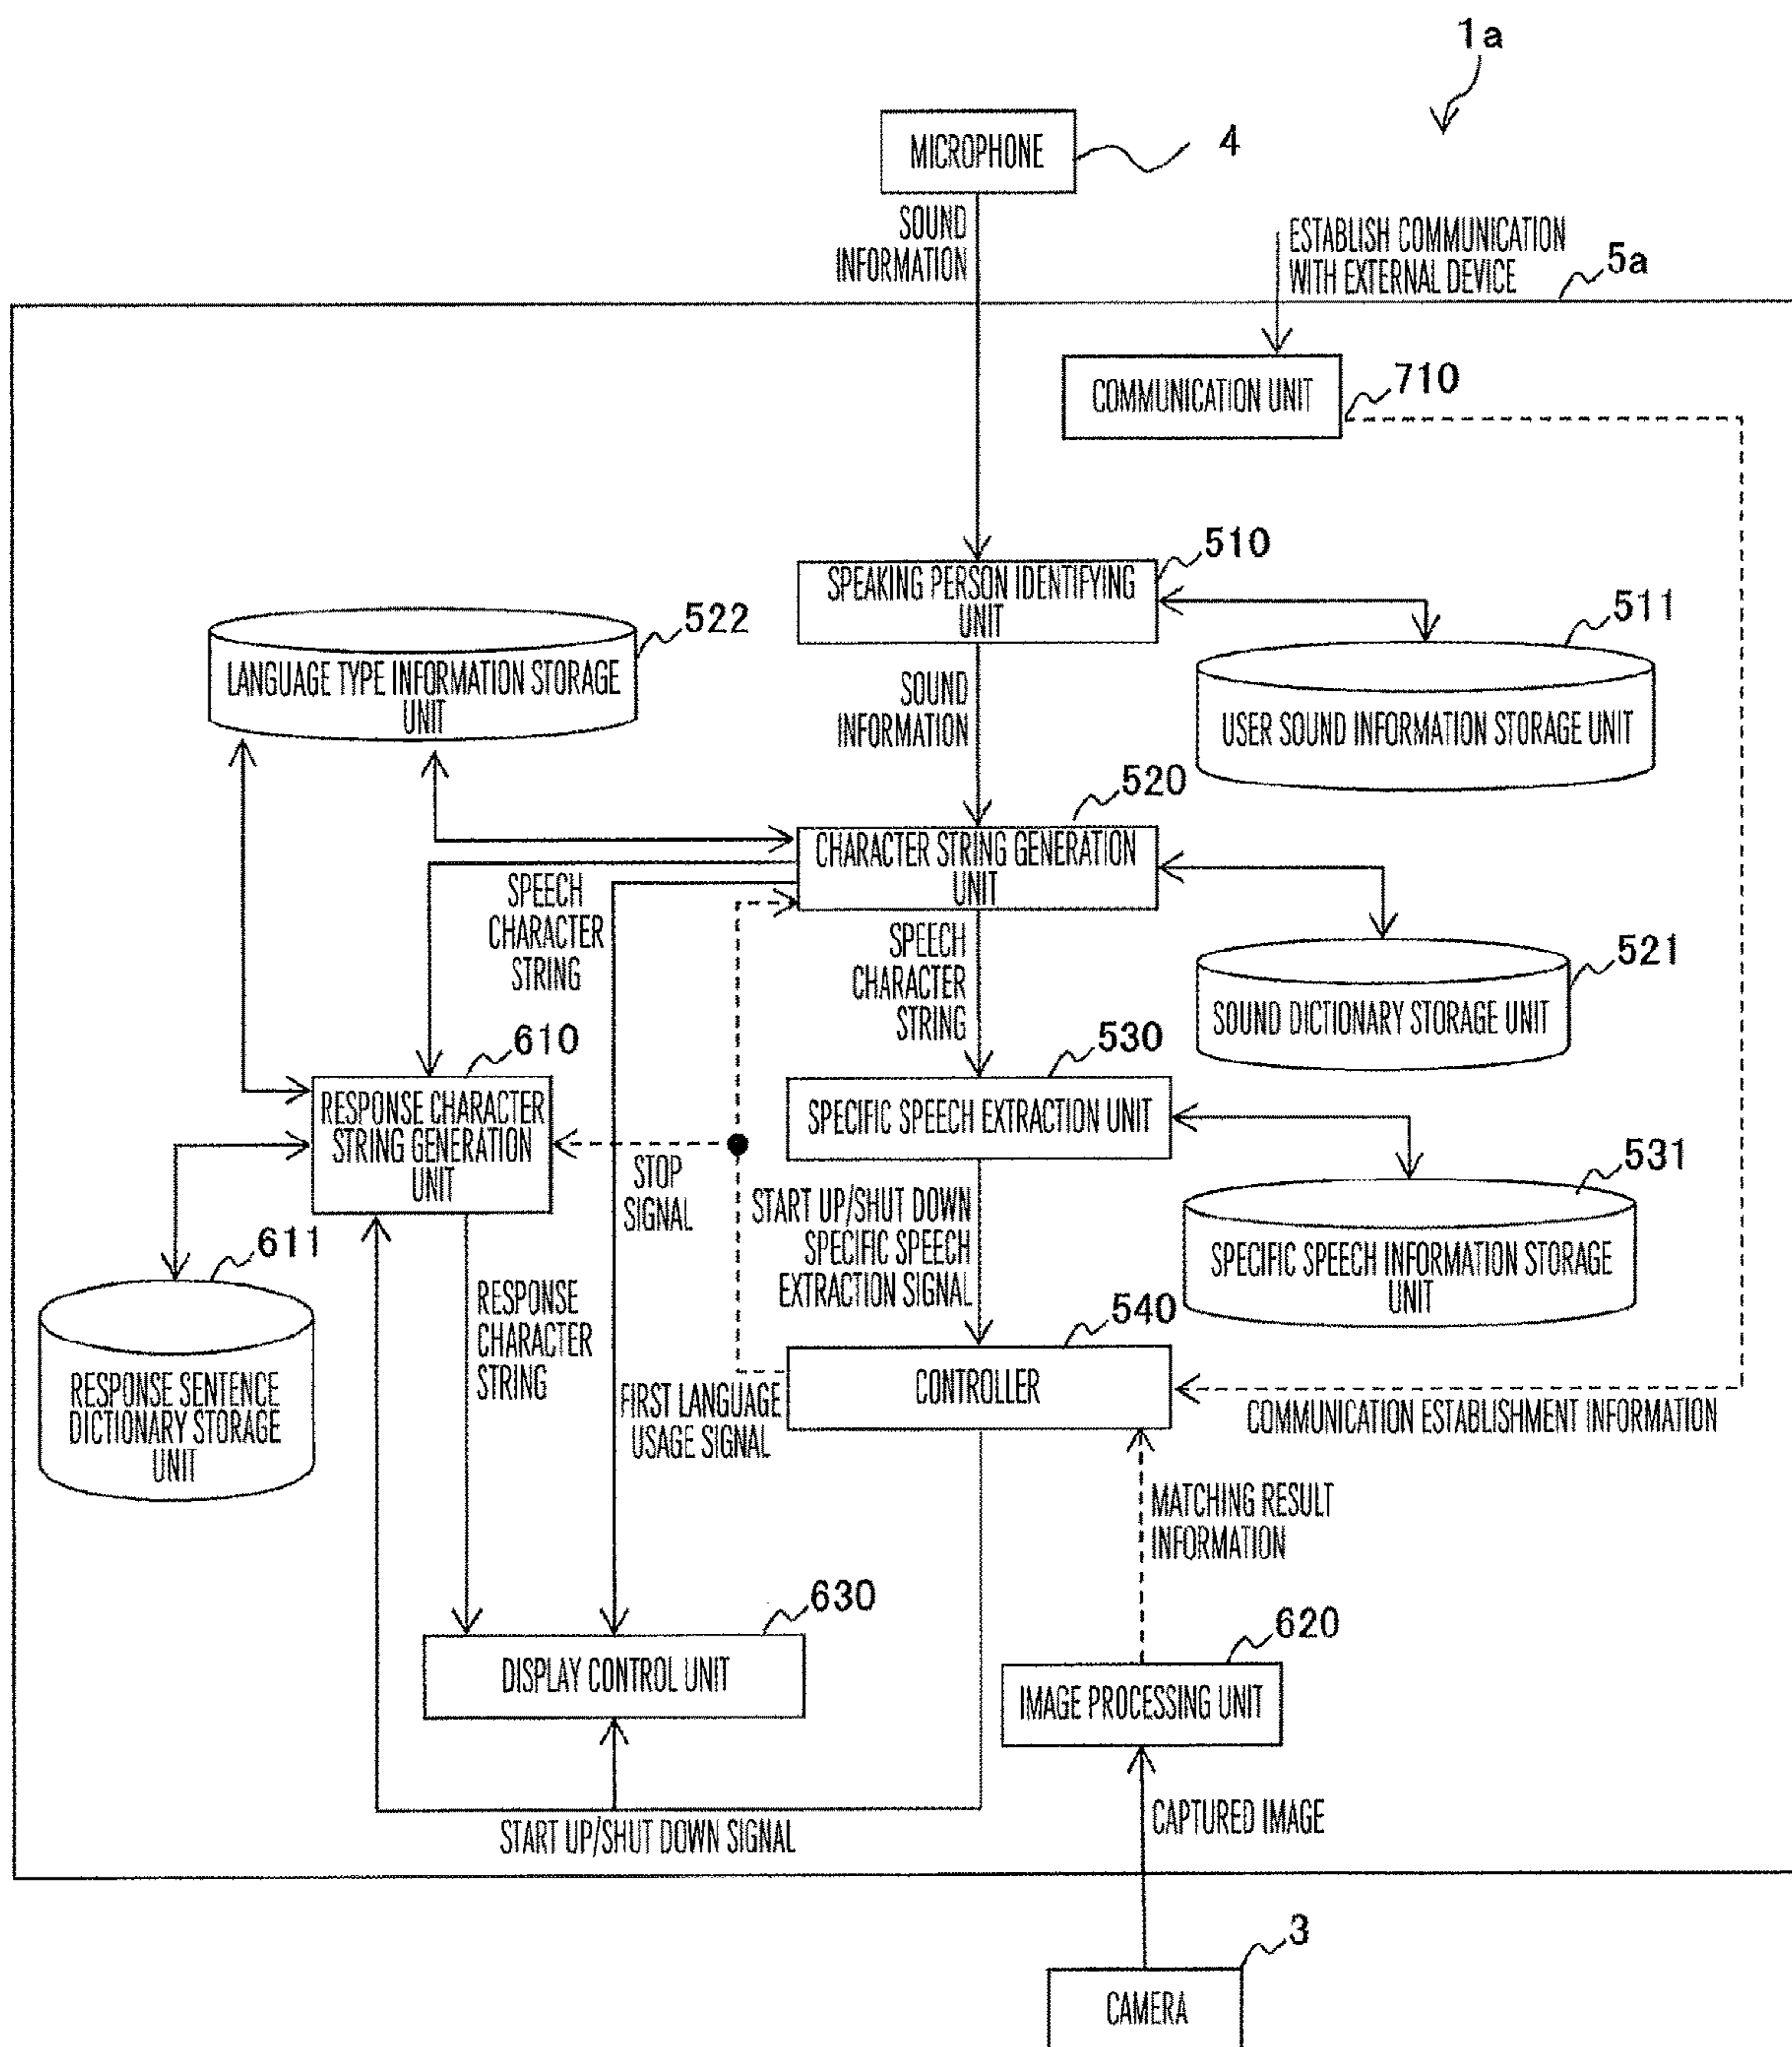 1a
MICROPHONE
4
SOUND
INFORMATION
ESTABLISH COMMUNICATION
WITH EXTERNAL DEVICE
5a
COMMUNICATION UNIT
710
510
SPEAKING PERSON IDENTIFYING
UNIT
511
USER SOUND INFORMATION STORAGE UNIT
522
LANGUAGE TYPE INFORMATION STORAGE
UNIT
SOUND
INFORMATION
520
CHARACTER STRING GENERATION
UNIT
SPEECH
CHARACTER
STRING
SPEECH
CHARACTER
STRING
521
SOUND DICTIONARY STORAGE UNIT
610
RESPONSE CHARACTER
STRING GENERATION
UNIT
530
SPECIFIC SPEECH EXTRACTION UNIT
STOP
SIGNAL
531
SPECIFIC SPEECH INFORMATION STORAGE
UNIT
START UP/SHUT DOWN
SPECIFIC SPEECH
EXTRACTION SIGNAL
611
RESPONSE SENTENCE
DICTIONARY STORAGE
UNIT
RESPONSE
CHARACTER
STRING
540
CONTROLLER
FIRST LANGUAGE
USAGE SIGNAL
COMMUNICATION ESTABLISHMENT INFORMATION
MATCHING RESULT
INFORMATION
630
DISPLAY CONTROL UNIT
620
IMAGE PROCESSING UNIT
START UP/SHUT DOWN SIGNAL
CAPTURED IMAGE
3
CAMERA